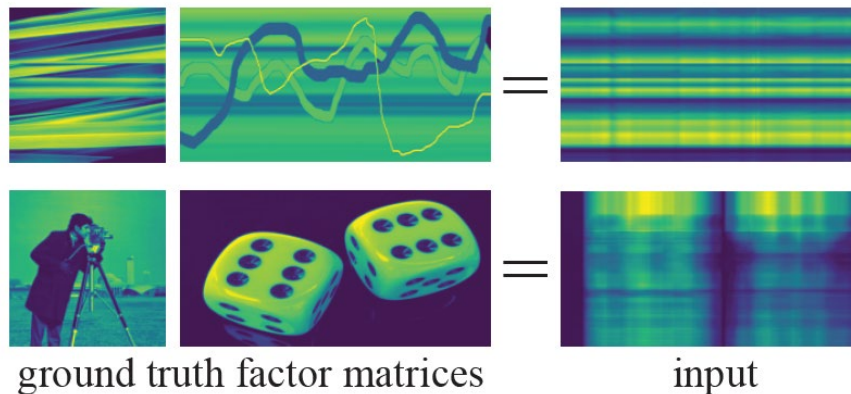 =
=
ground truth factor matrices
input